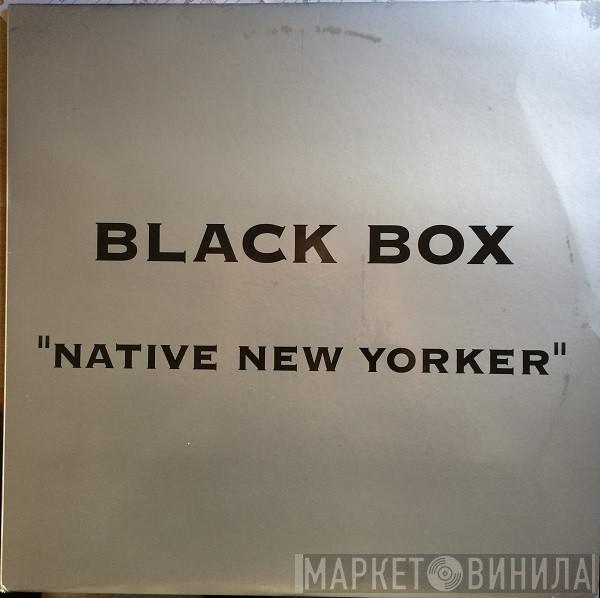 BLACK BOX
"NATIVE NEW YORKER"
МАРКЕТ ВИНИЛА